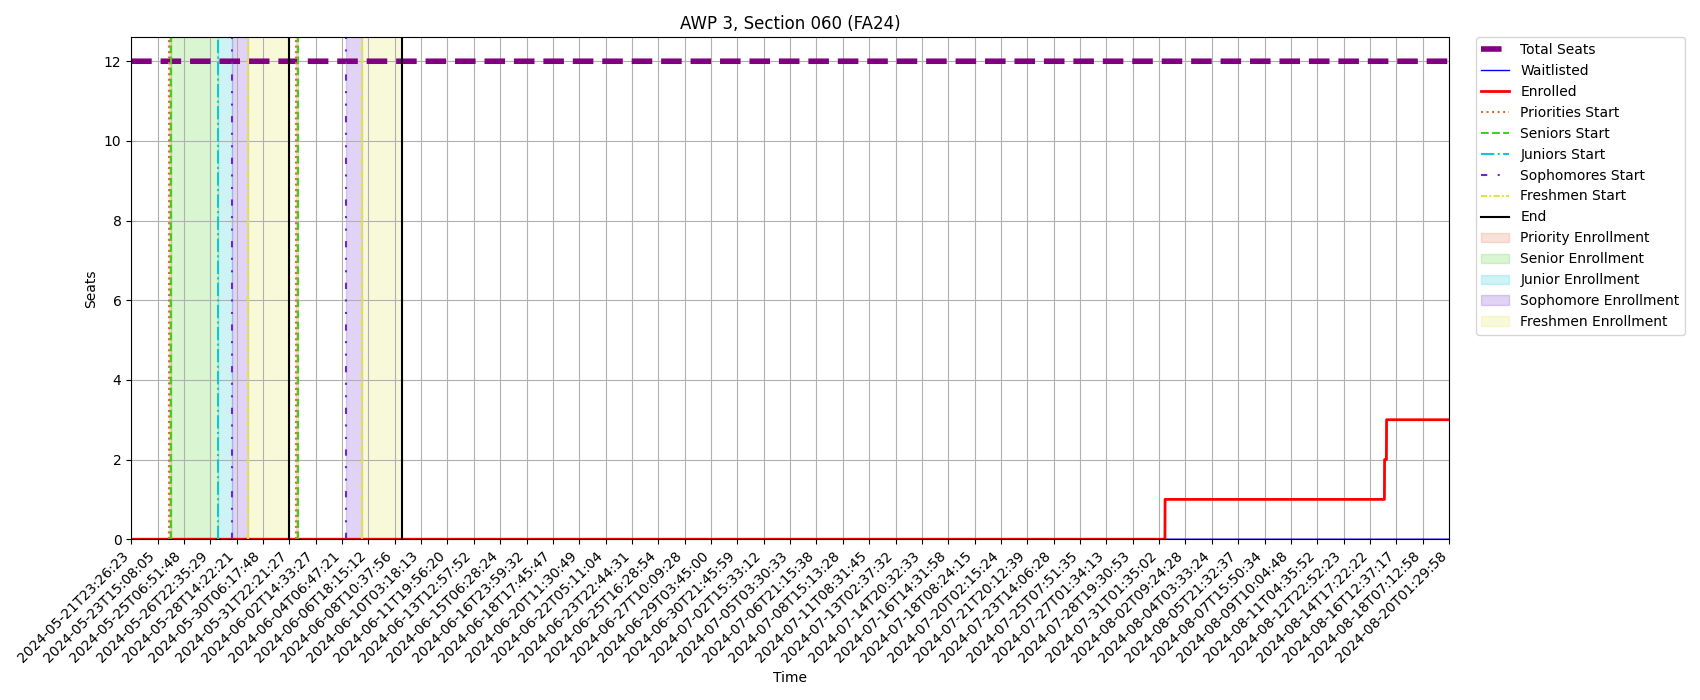 AWP 3, Section 060 (FA24)
Total Seats
Waitlisted
Enrolled
Priorities Start
Seniors Start
Juniors Start
Sophomores Start
Freshmen Start
End
Priority Enrollment
Senior Enrollment
Junior Enrollment
Sophomore Enrollment
Freshmen Enrollment
Seats
12
10
8
6
4
2
0
2024-05-21T23:26:23
2024-05-23T15:08:05
2024-05-25T06:51:48
2024-05-26T22:35:29
2024-05-28T14:22:21
2024-05-30T06:17:48
2024-05-31T22:21:27
2024-06-02T14:33:27
2024-06-04T06:47:21
2024-06-06T18:15:12
2024-06-08T10:37:56
2024-06-10T03:18:13
2024-06-11T19:56:20
2024-06-13T12:57:52
2024-06-15T06:28:24
2024-06-16T23:59:32
2024-06-18T17:45:47
2024-06-20T11:30:49
2024-06-22T05:11:04
2024-06-23T22:44:31
2024-06-25T16:28:54
2024-06-27T10:09:28
2024-06-29T03:45:00
2024-06-30T21:45:59
2024-07-02T15:33:12
2024-07-05T03:30:33
2024-07-06T21:15:38
2024-07-08T15:13:28
2024-07-11T08:31:45
2024-07-13T02:37:32
2024-07-14T20:32:33
2024-07-16T14:31:58
2024-07-18T08:24:15
2024-07-20T02:15:24
2024-07-21T20:12:39
2024-07-23T14:06:28
2024-07-25T07:51:35
2024-07-27T01:34:13
2024-07-28T19:30:53
2024-07-31T01:35:02
2024-08-02T09:24:28
2024-08-04T03:33:24
2024-08-05T21:32:37
2024-08-07T15:50:34
2024-08-09T10:04:48
2024-08-11T04:35:52
2024-08-12T22:52:23
2024-08-14T17:22:22
2024-08-16T12:37:17
2024-08-18T07:12:58
2024-08-20T01:29:58
Time